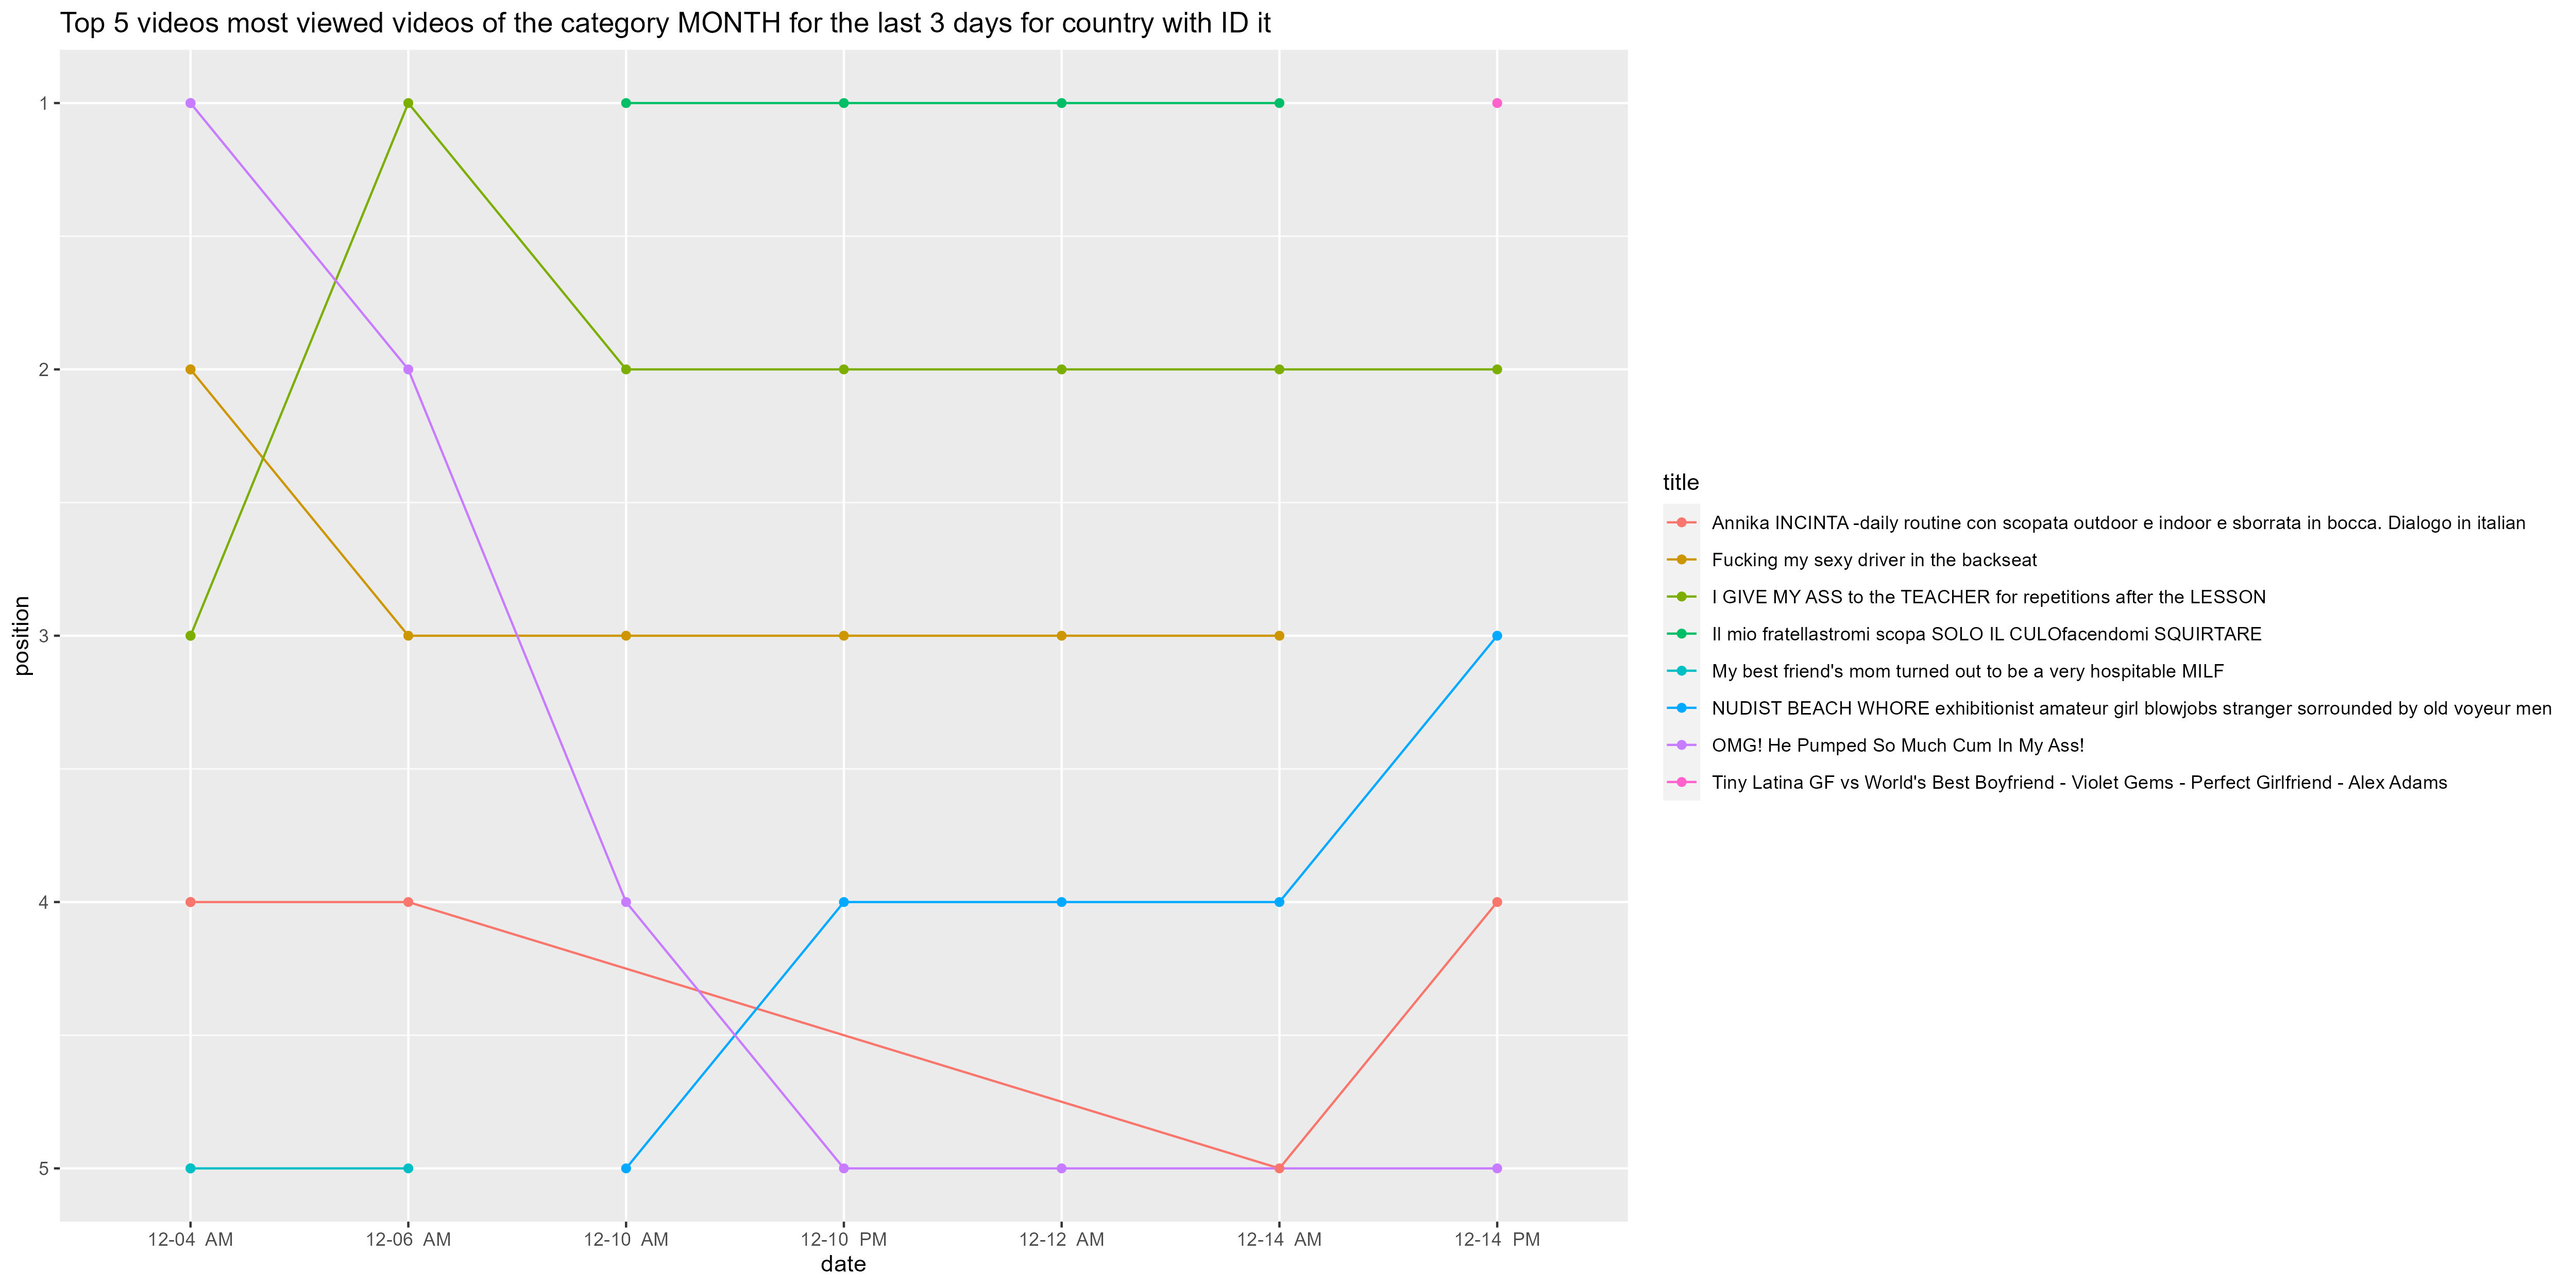 Top 5 videos most viewed videos of the category MONTH for the last 3 days for country with ID it
1
2
3
4
5
position
12-04 AM
12-06 AM
12-10 AM
12-10 PM
12-12 AM
12-14 AM
12-14 PM
date
title
Annika INCINTA -daily routine con scopata outdoor e indoor e sborrata in bocca. Dialogo in italian
Fucking my sexy driver in the backseat
I GIVE MY ASS to the TEACHER for repetitions after the LESSON
Il mio fratellastromi scopa SOLO IL CULOfacendomi SQUIRTARE
My best friend's mom turned out to be a very hospitable MILF
NUDIST BEACH WHORE exhibitionist amateur girl blowjobs stranger sorrounded by old voyeur men
OMG! He Pumped So Much Cum In My Ass!
Tiny Latina GF vs World's Best Boyfriend - Violet Gems - Perfect Girlfriend - Alex Adams